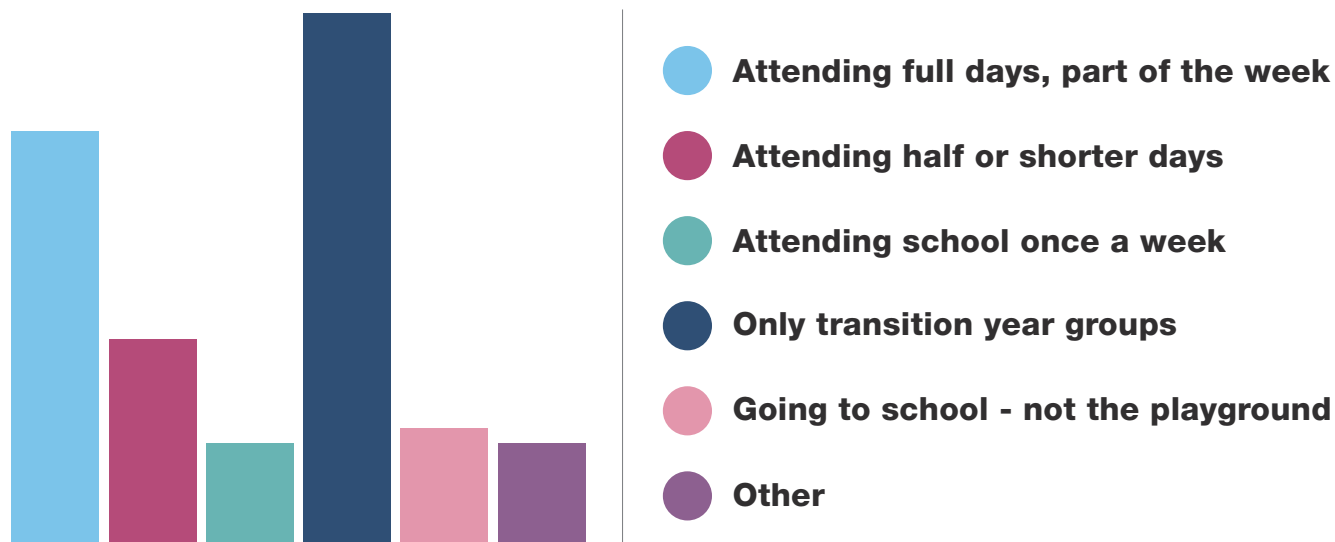 Attending full days, part of the week
Attending half or shorter days
Attending school once a week
Only transition year groups
Going to school - not the playground
Other